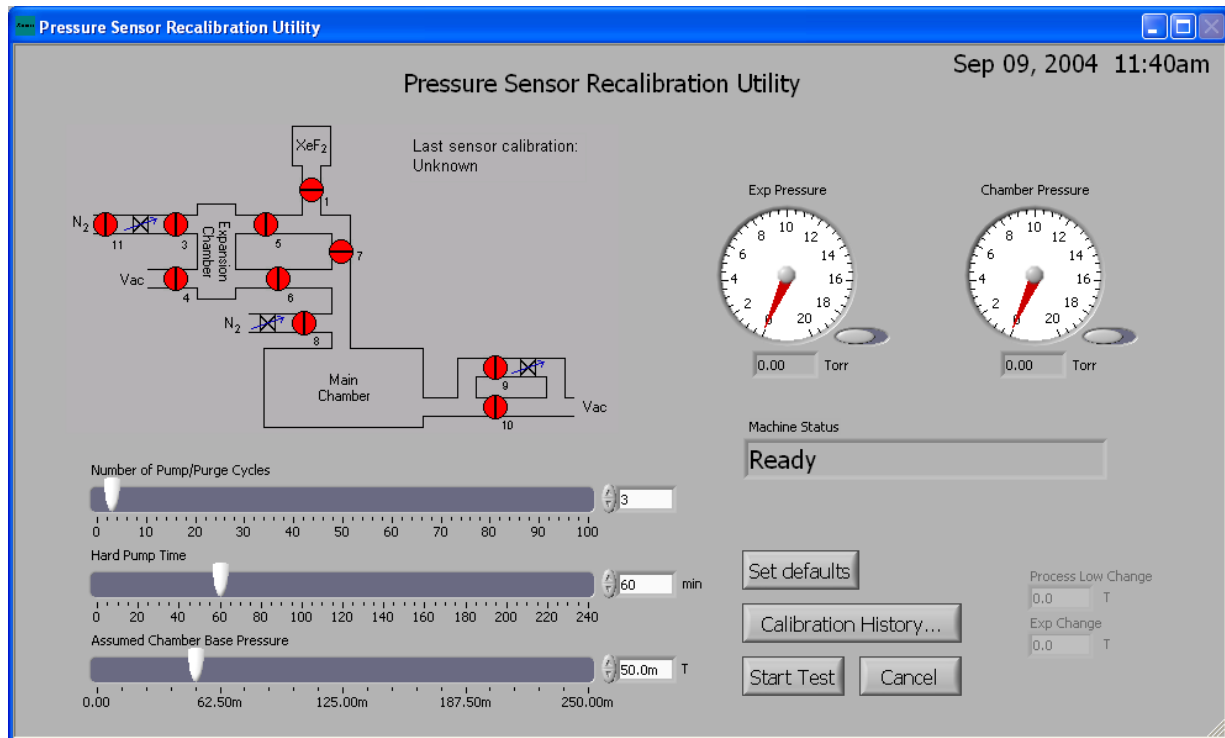 Pressure Sensor Recalibration Utility
Sep 09, 2004 11:40am
Pressure Sensor Recalibration Utility
XeF2
Last sensor calibration:
Unknown
1
N2
11
3
Expansion
Chamber
5
7
Vac
4
6
N2
8
Main
Chamber
9
10
Vac
Exp Pressure
0 2 4 6 8 10 12 14 16 18 20
0.00 Torr
Chamber Pressure
0 2 4 6 8 10 12 14 16 18 20
0.00 Torr
Machine Status
Ready
Number of Pump/Purge Cycles
3
0 10 20 30 40 50 60 70 80 90 100
Hard Pump Time
60 min
0 20 40 60 80 100 120 140 160 180 200 220 240
Assumed Chamber Base Pressure
50.0m T
0.00 62.50m 125.00m 187.50m 250.00m
Set defaults
Calibration History...
Start Test Cancel
Process Low Change
0.0 T
Exp Change
0.0 T